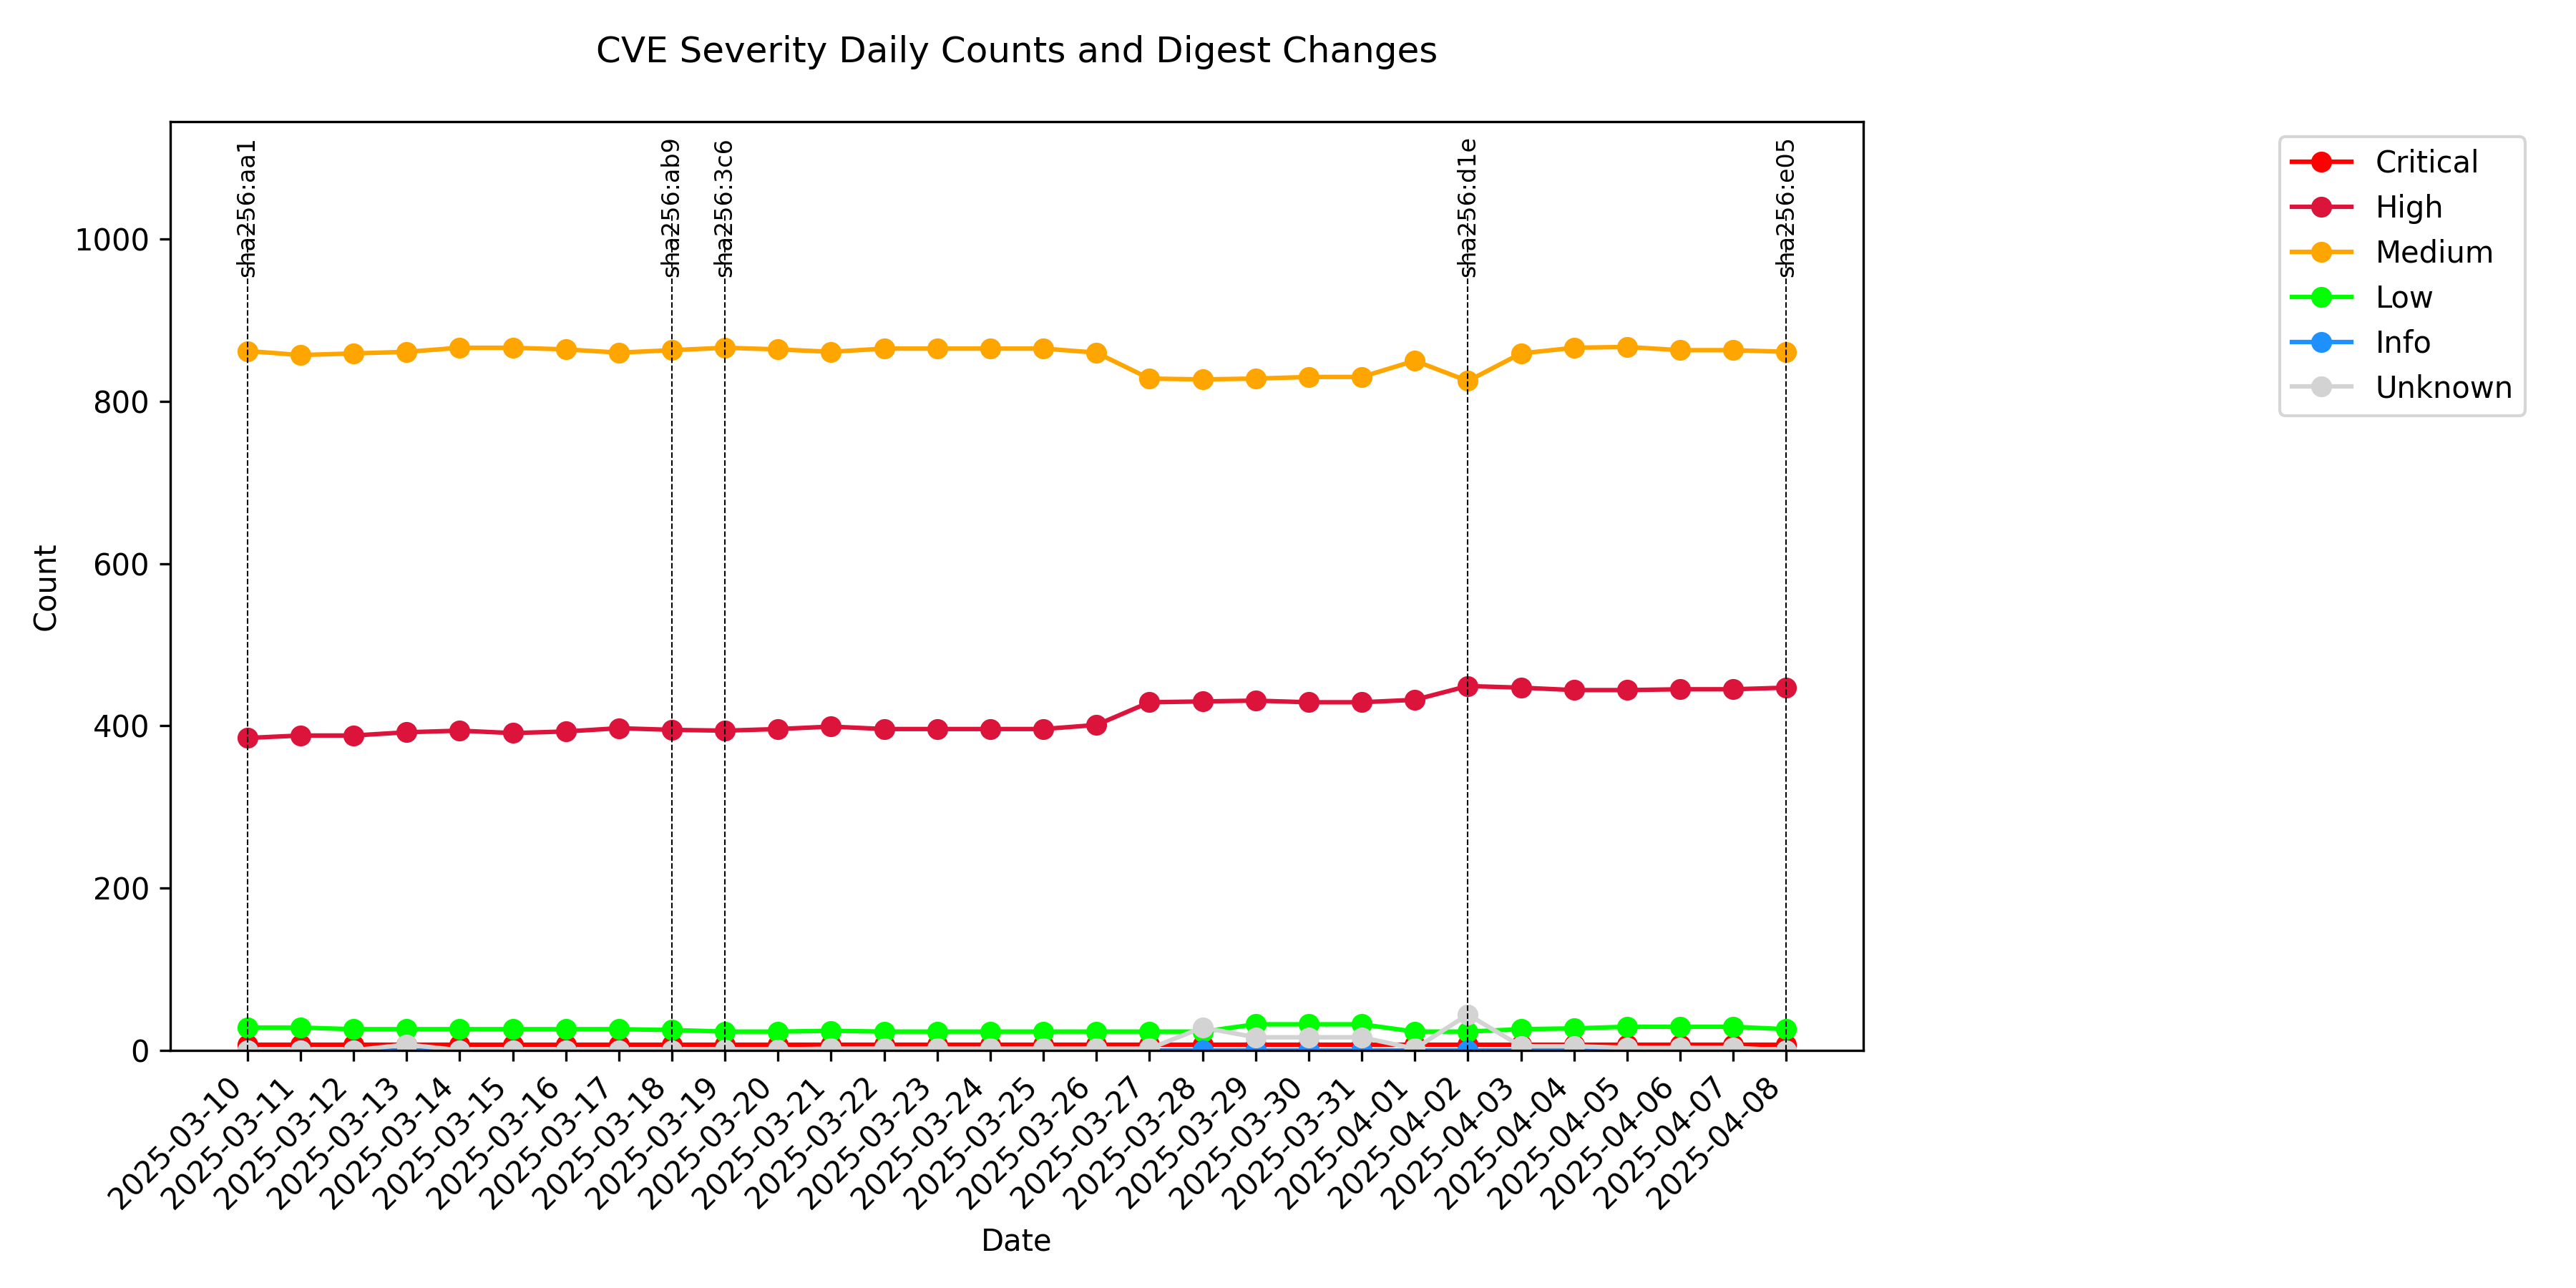 CVE Severity Daily Counts and Digest Changes
sha256:aa1
sha256:ab9
sha256:3c6
sha256:d1e
sha256:e05
Critical
High
Medium
Low
Info
Unknown
Count
1000
800
600
400
200
0
2025-03-10
2025-03-11
2025-03-12
2025-03-13
2025-03-14
2025-03-15
2025-03-16
2025-03-17
2025-03-18
2025-03-19
2025-03-20
2025-03-21
2025-03-22
2025-03-23
2025-03-24
2025-03-25
2025-03-26
2025-03-27
2025-03-28
2025-03-29
2025-03-30
2025-03-31
2025-04-01
2025-04-02
2025-04-03
2025-04-04
2025-04-05
2025-04-06
2025-04-07
2025-04-08
Date